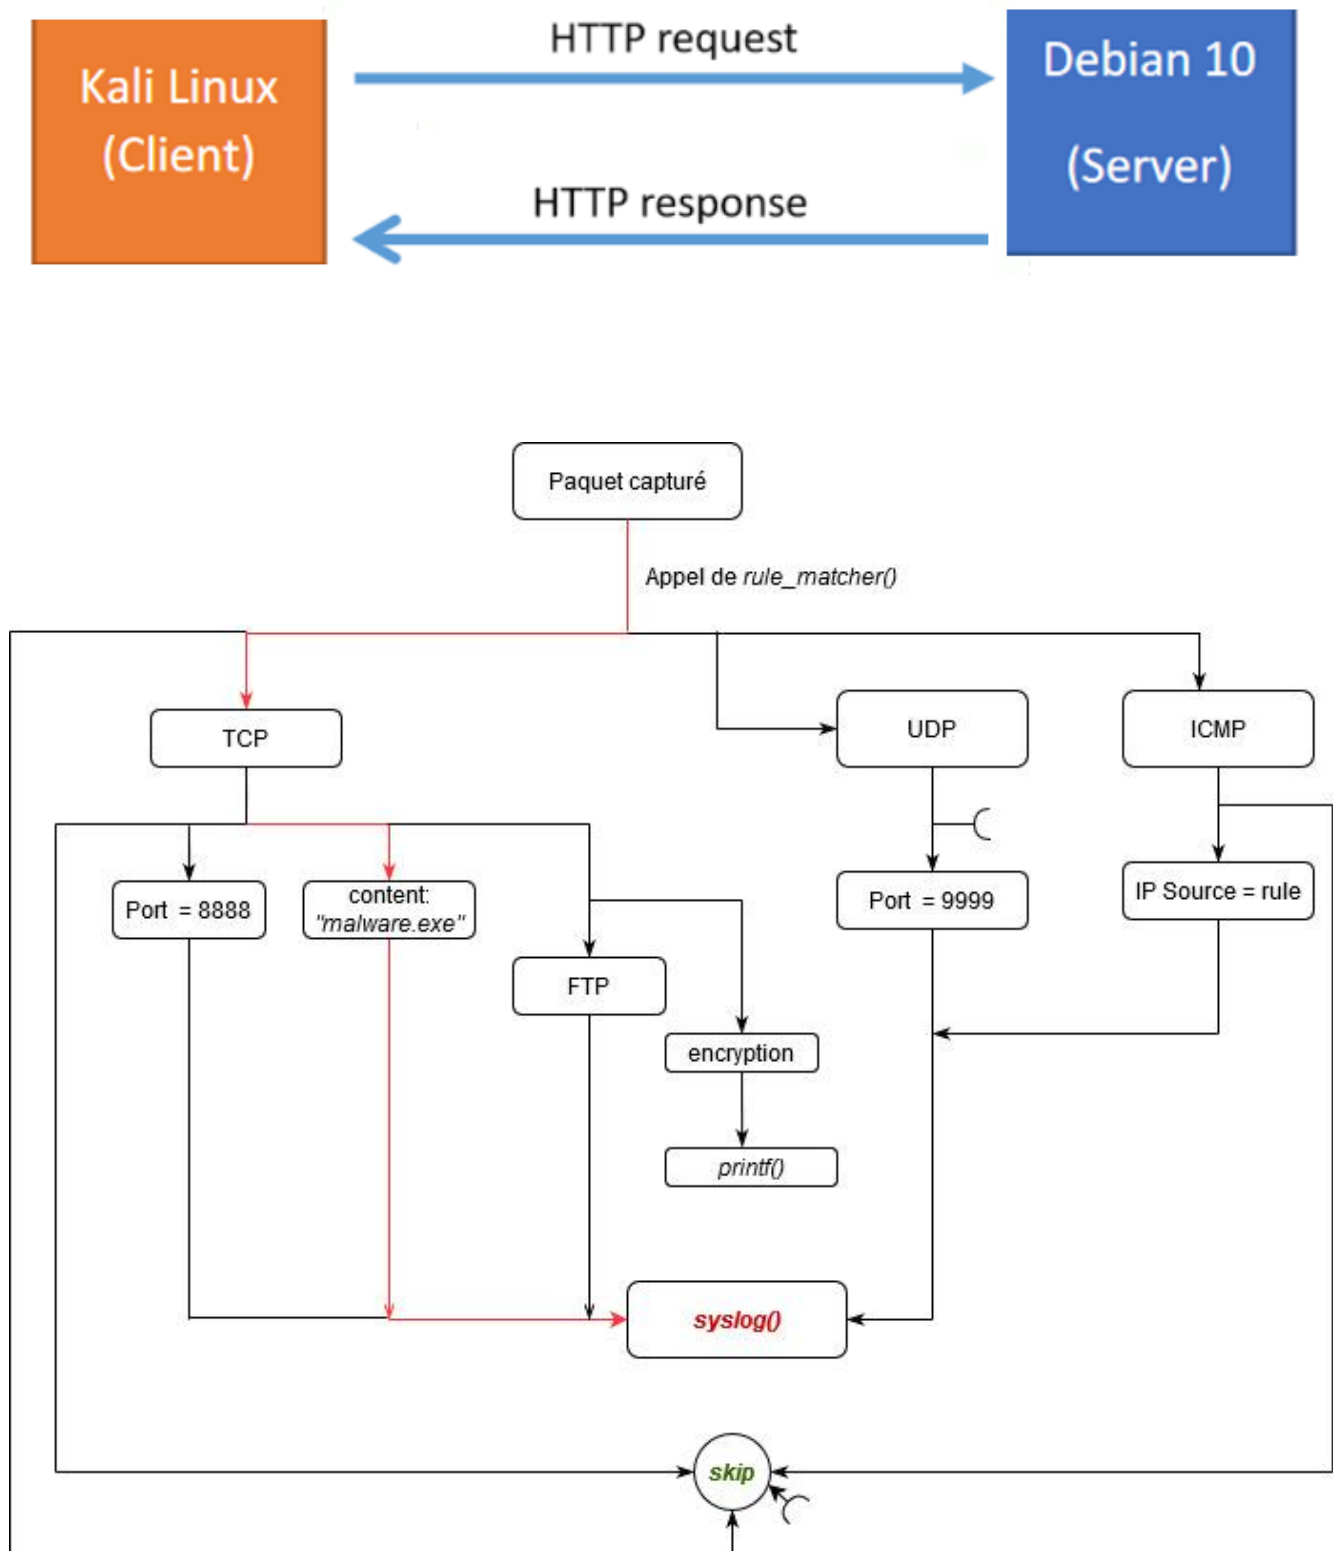 HTTP request
Kali Linux
(Client)
Debian 10
(Server)
HTTP response
Paquet capturé
Appel de rule_matcher()
TCP
UDP
ICMP
Port = 8888
content:
"malware.exe"
Port = 9999
IP Source = rule
FTP
encryption
printf()
syslog()
skip